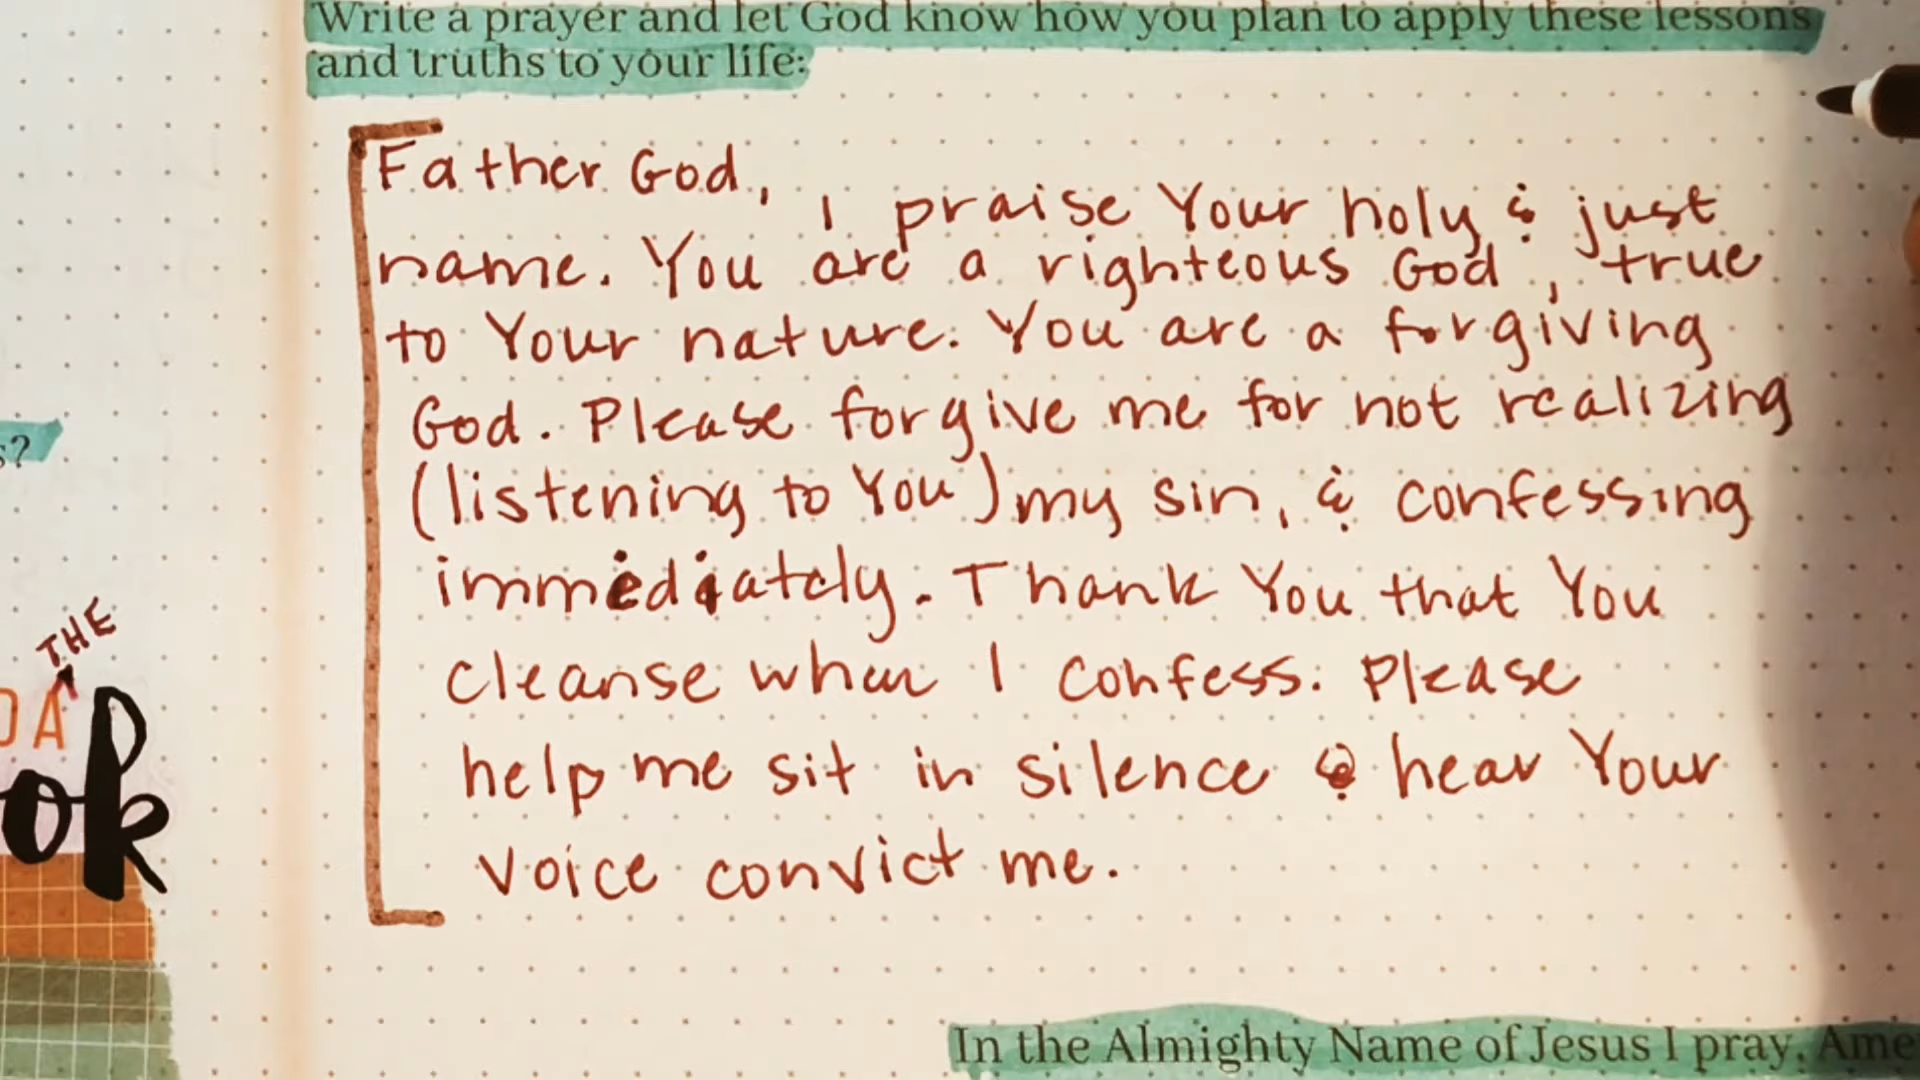 Write a prayer and let God know how you plan to apply these lessons
and truths to your life:
Father God, I praise Your holy & just
name. You are a righteous God, true
to Your nature. You are a forgiving
God. Please forgive me for not realizing
(listening to You) my sin, & confessing
immediately. Thank You that You
cleanse when I confess. Please
help me sit in silence & hear Your
voice convict me.
In the Almighty Name of Jesus I pray, Ame
s?
THE
DA
ok